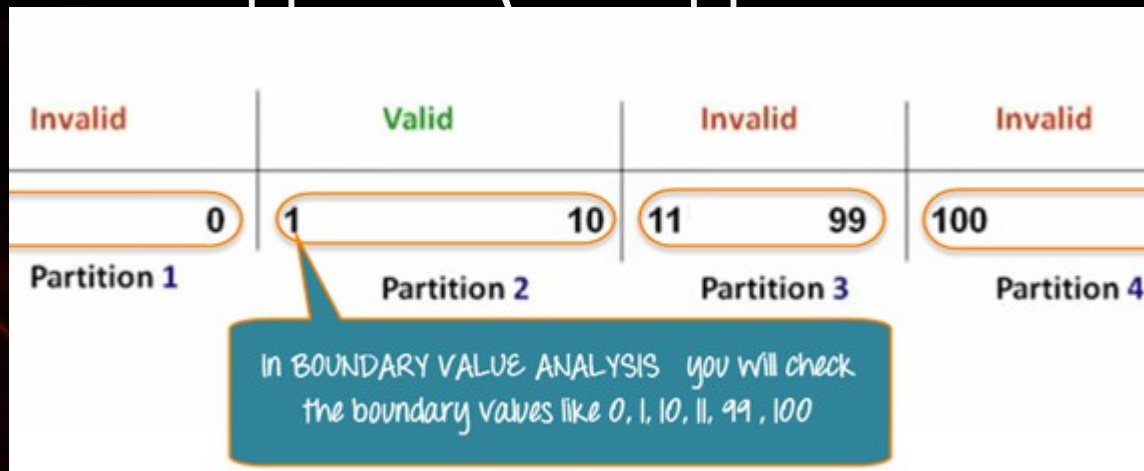 Invalid Valid Invalid Invalid
0 1 10 11 99 100
Partition 1 Partition 2 Partition 3 Partition 4
In BOUNDARY VALUE ANALYSIS you will check
the boundary values like 0, 1, 10, 11, 99, 100